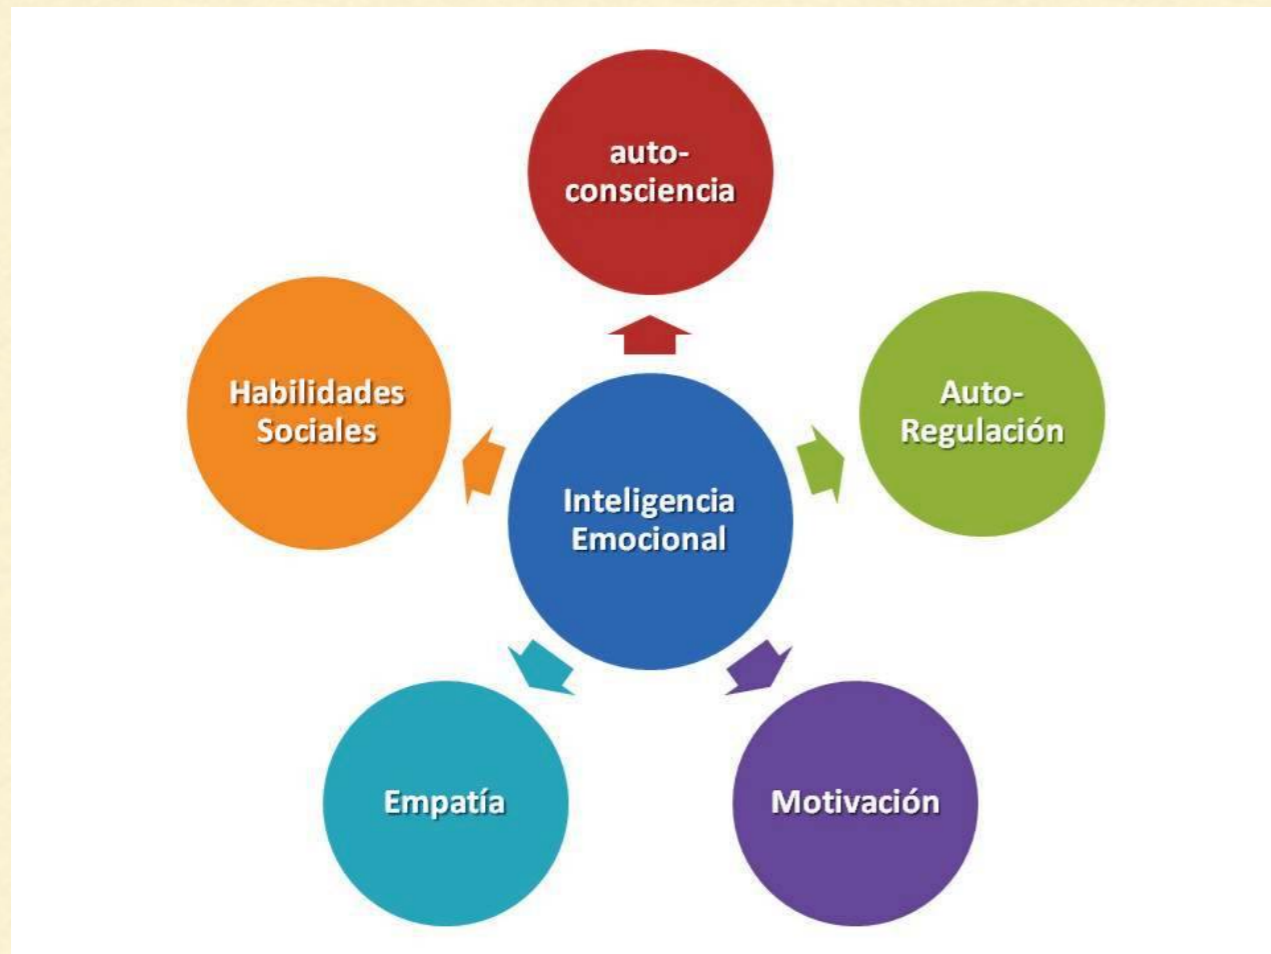 auto-
consciencia
Habilidades
Sociales
Auto-
Regulación
Inteligencia
Emocional
Empatía
Motivación